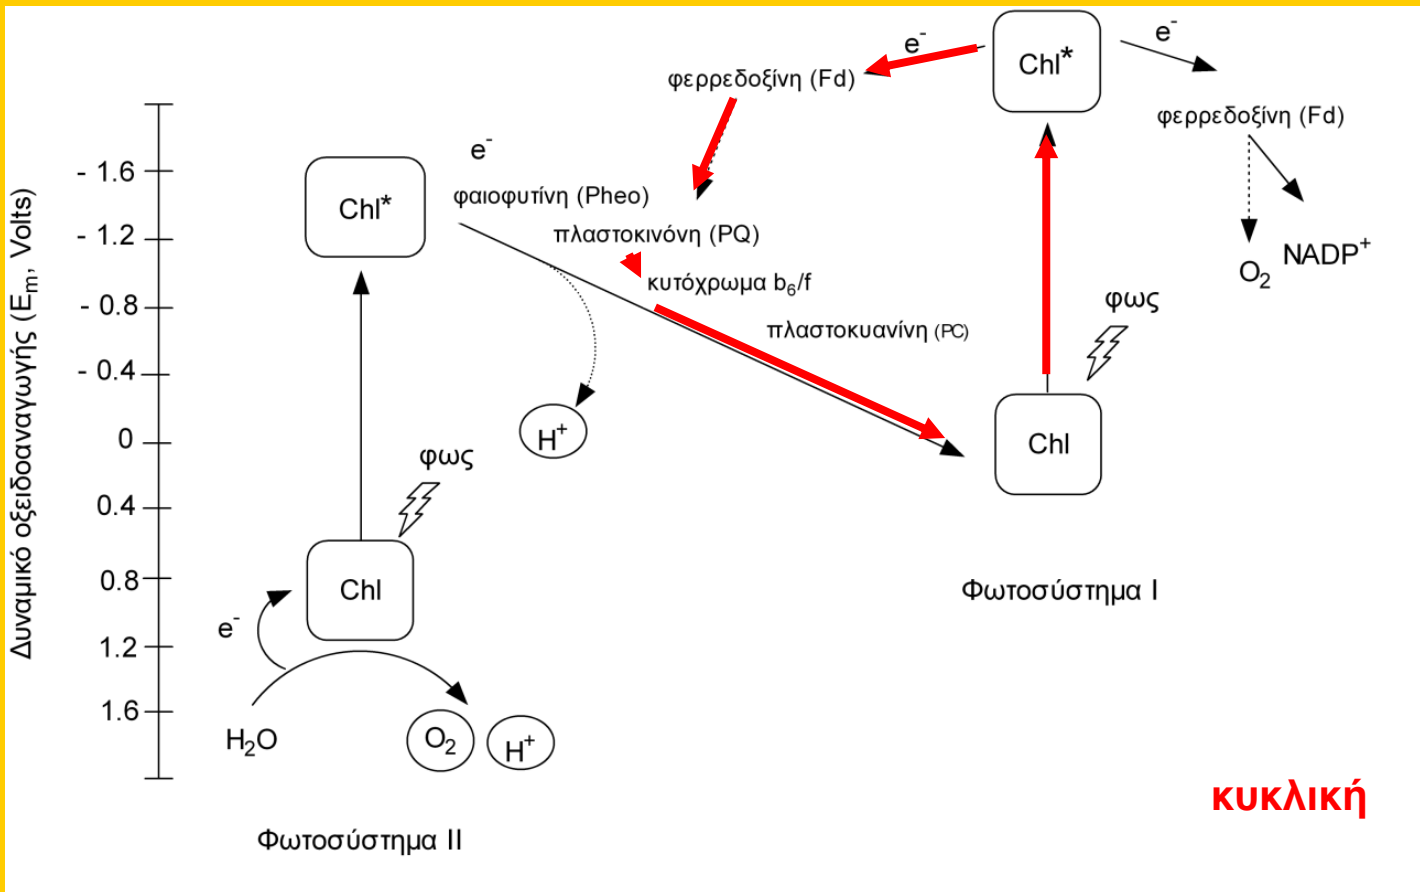 e-
Chl*
e-
φερρεδοξίνη (Fd)
φερρεδοξίνη (Fd)
Δυναμικό οξειδοαναγωγής (Em, Volts)
- 1.6
- 1.2
- 0.8
- 0.4
0
0.4
0.8
1.2
1.6
e-
Chl*
φαιοφυτίνη (Pheo)
πλαστοκινόνη (PQ)
κυτόχρωμα b6/f
πλαστοκυανίνη (PC)
O2
NADP+
φως
H+
Chl
φως
Chl
e-
H2O
O2
H+
Φωτοσύστημα I
Φωτοσύστημα II
κυκλική